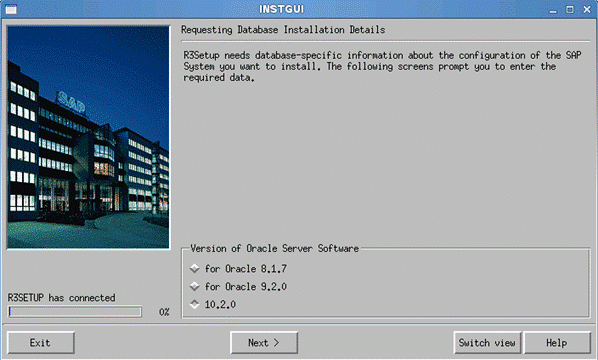 INSTGUI
Requesting Database Installation Details
R3Setup needs database-specific information about the configuration of the SAP
System you want to install. The following screens prompt you to enter the
required data.
SAP
Version of Oracle Server Software
for Oracle 8.1.7
for Oracle 9.2.0
10.2.0
R3SETUP has connected
0%
Exit
Next >
Switch view
Help